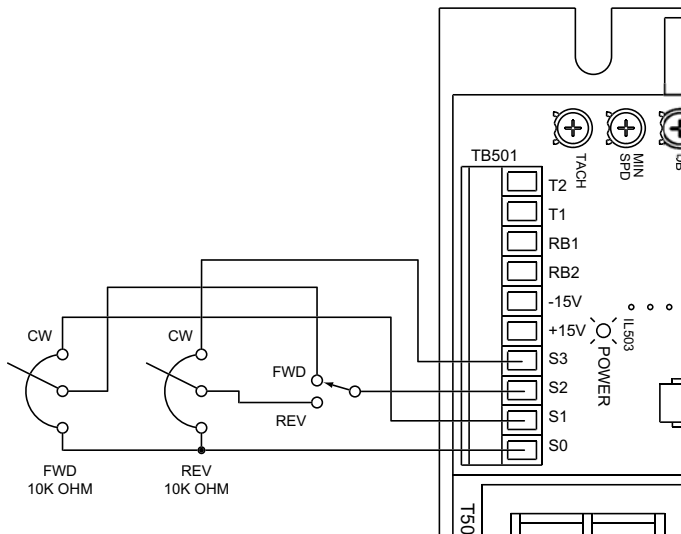 TB501
TACH
MIN
SPD
T2
T1
RB1
RB2
-15V
+15V
S3
S2
S1
S0
IL503
POWER
CW
CW
FWD
REV
FWD
10K OHM
REV
10K OHM